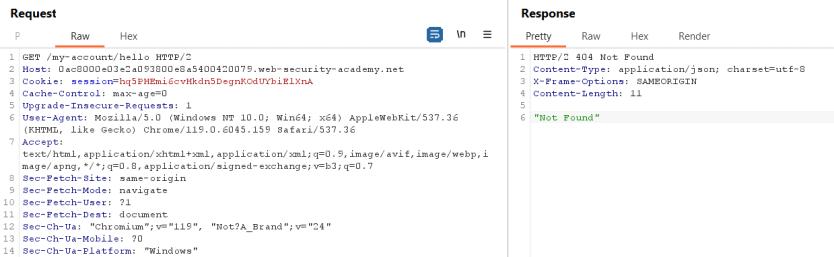 Request
P Raw Hex \n
1 GET /my-account/hello HTTP/2
2 Host: 0ac8000e03e2a093800e8a5400420079.web-security-academy.net
3 Cookie: session=hq5PHEmi6cvHkdn5DegnKOdUYbiElXnA
4 Cache-Control: max-age=0
5 Upgrade-Insecure-Requests: 1
6 User-Agent: Mozilla/5.0 (Windows NT 10.0; Win64; x64) AppleWebKit/537.36
(KHTML, like Gecko) Chrome/119.0.6045.159 Safari/537.36
7 Accept:
text/html,application/xhtml+xml,application/xml;q=0.9,image/avif,image/webp,i
mage/apng,*/*;q=0.8,application/signed-exchange;v=b3;q=0.7
8 Sec-Fetch-Site: same-origin
9 Sec-Fetch-Mode: navigate
10 Sec-Fetch-User: ?1
11 Sec-Fetch-Dest: document
12 Sec-Ch-Ua: "Chromium";v="119", "Not?A_Brand";v="24"
13 Sec-Ch-Ua-Mobile: ?0
14 Sec-Ch-Ua-Platform: "Windows"
Response
Pretty Raw Hex Render
1 HTTP/2 404 Not Found
2 Content-Type: application/json; charset=utf-8
3 X-Frame-Options: SAMEORIGIN
4 Content-Length: 11
5
6 "Not Found"